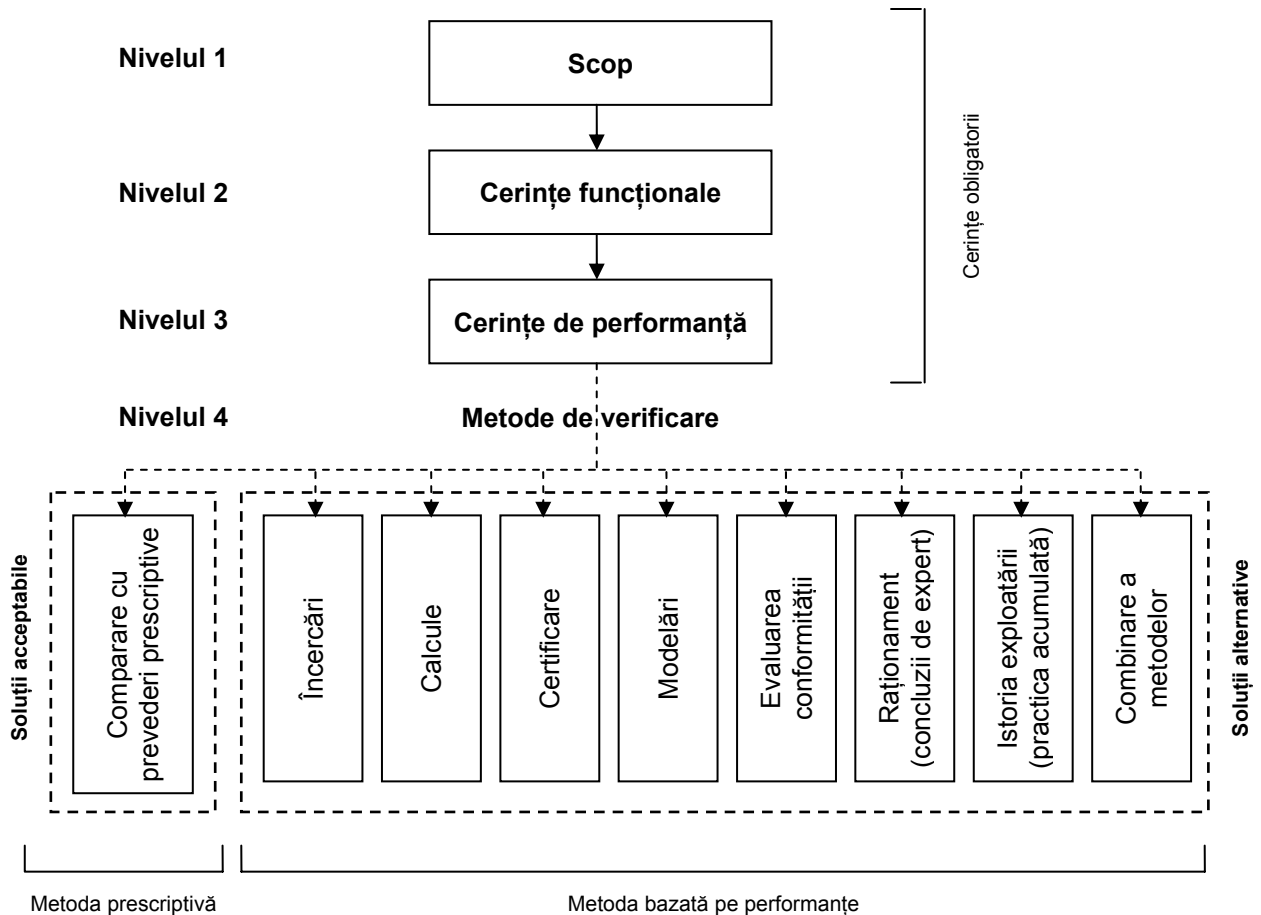 Nivelul 1
Scop
Nivelul 2
Cerințe funcționale
Nivelul 3
Cerințe de performanță
Cerințe obligatorii
Nivelul 4
Metode de verificare
Soluții acceptabile
Comparare cu
prevederi prescriptive
Încercări
Calcule
Certificare
Modelări
Evaluarea
conformității
Raționament
(concluzii de expert)
Istoria exploatării
(practica acumulată)
Combinare a
metodelor
Soluții alternative
Metoda prescriptivă
Metoda bazată pe performanțe